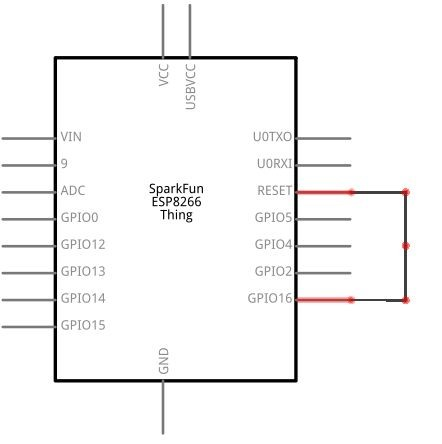 VCC
USBVCC
VIN
9
ADC
GPIO0
GPIO12
GPIO13
GPIO14
GPIO15
SparkFun
ESP8266
Thing
U0TXO
U0RXI
RESET
GPIO5
GPIO4
GPIO2
GPIO16
GND